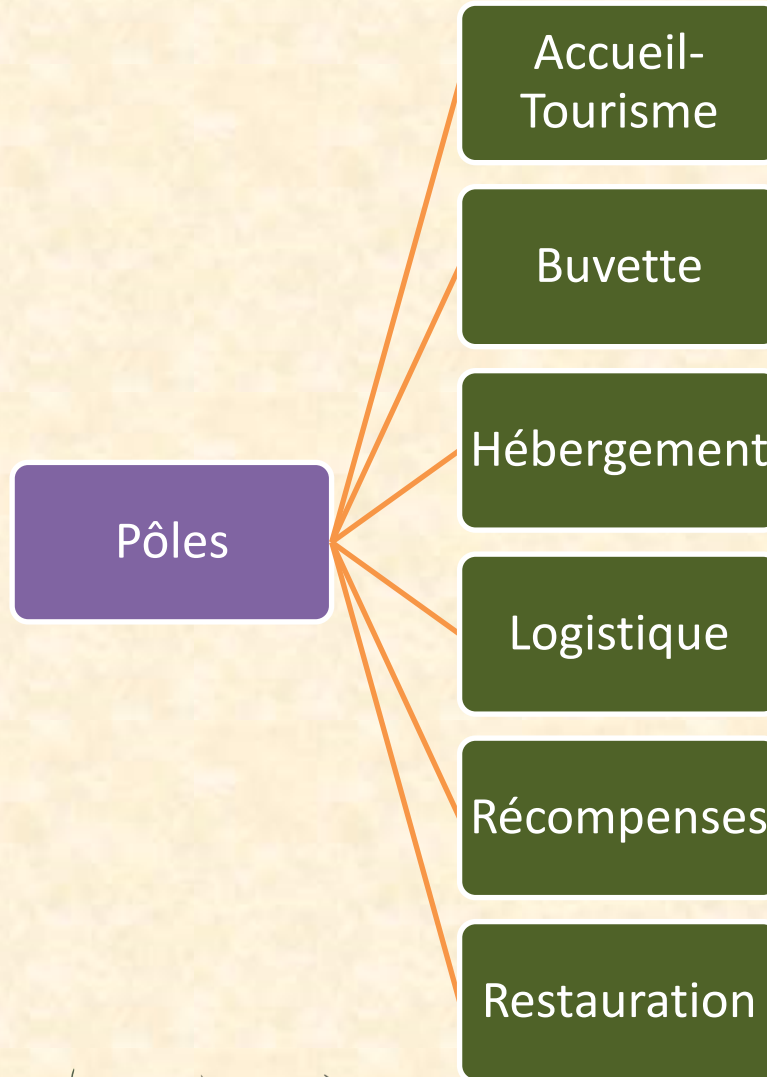 Accueil-
Tourisme
Buvette
Hébergement
Pôles
Logistique
Récompenses
Restauration